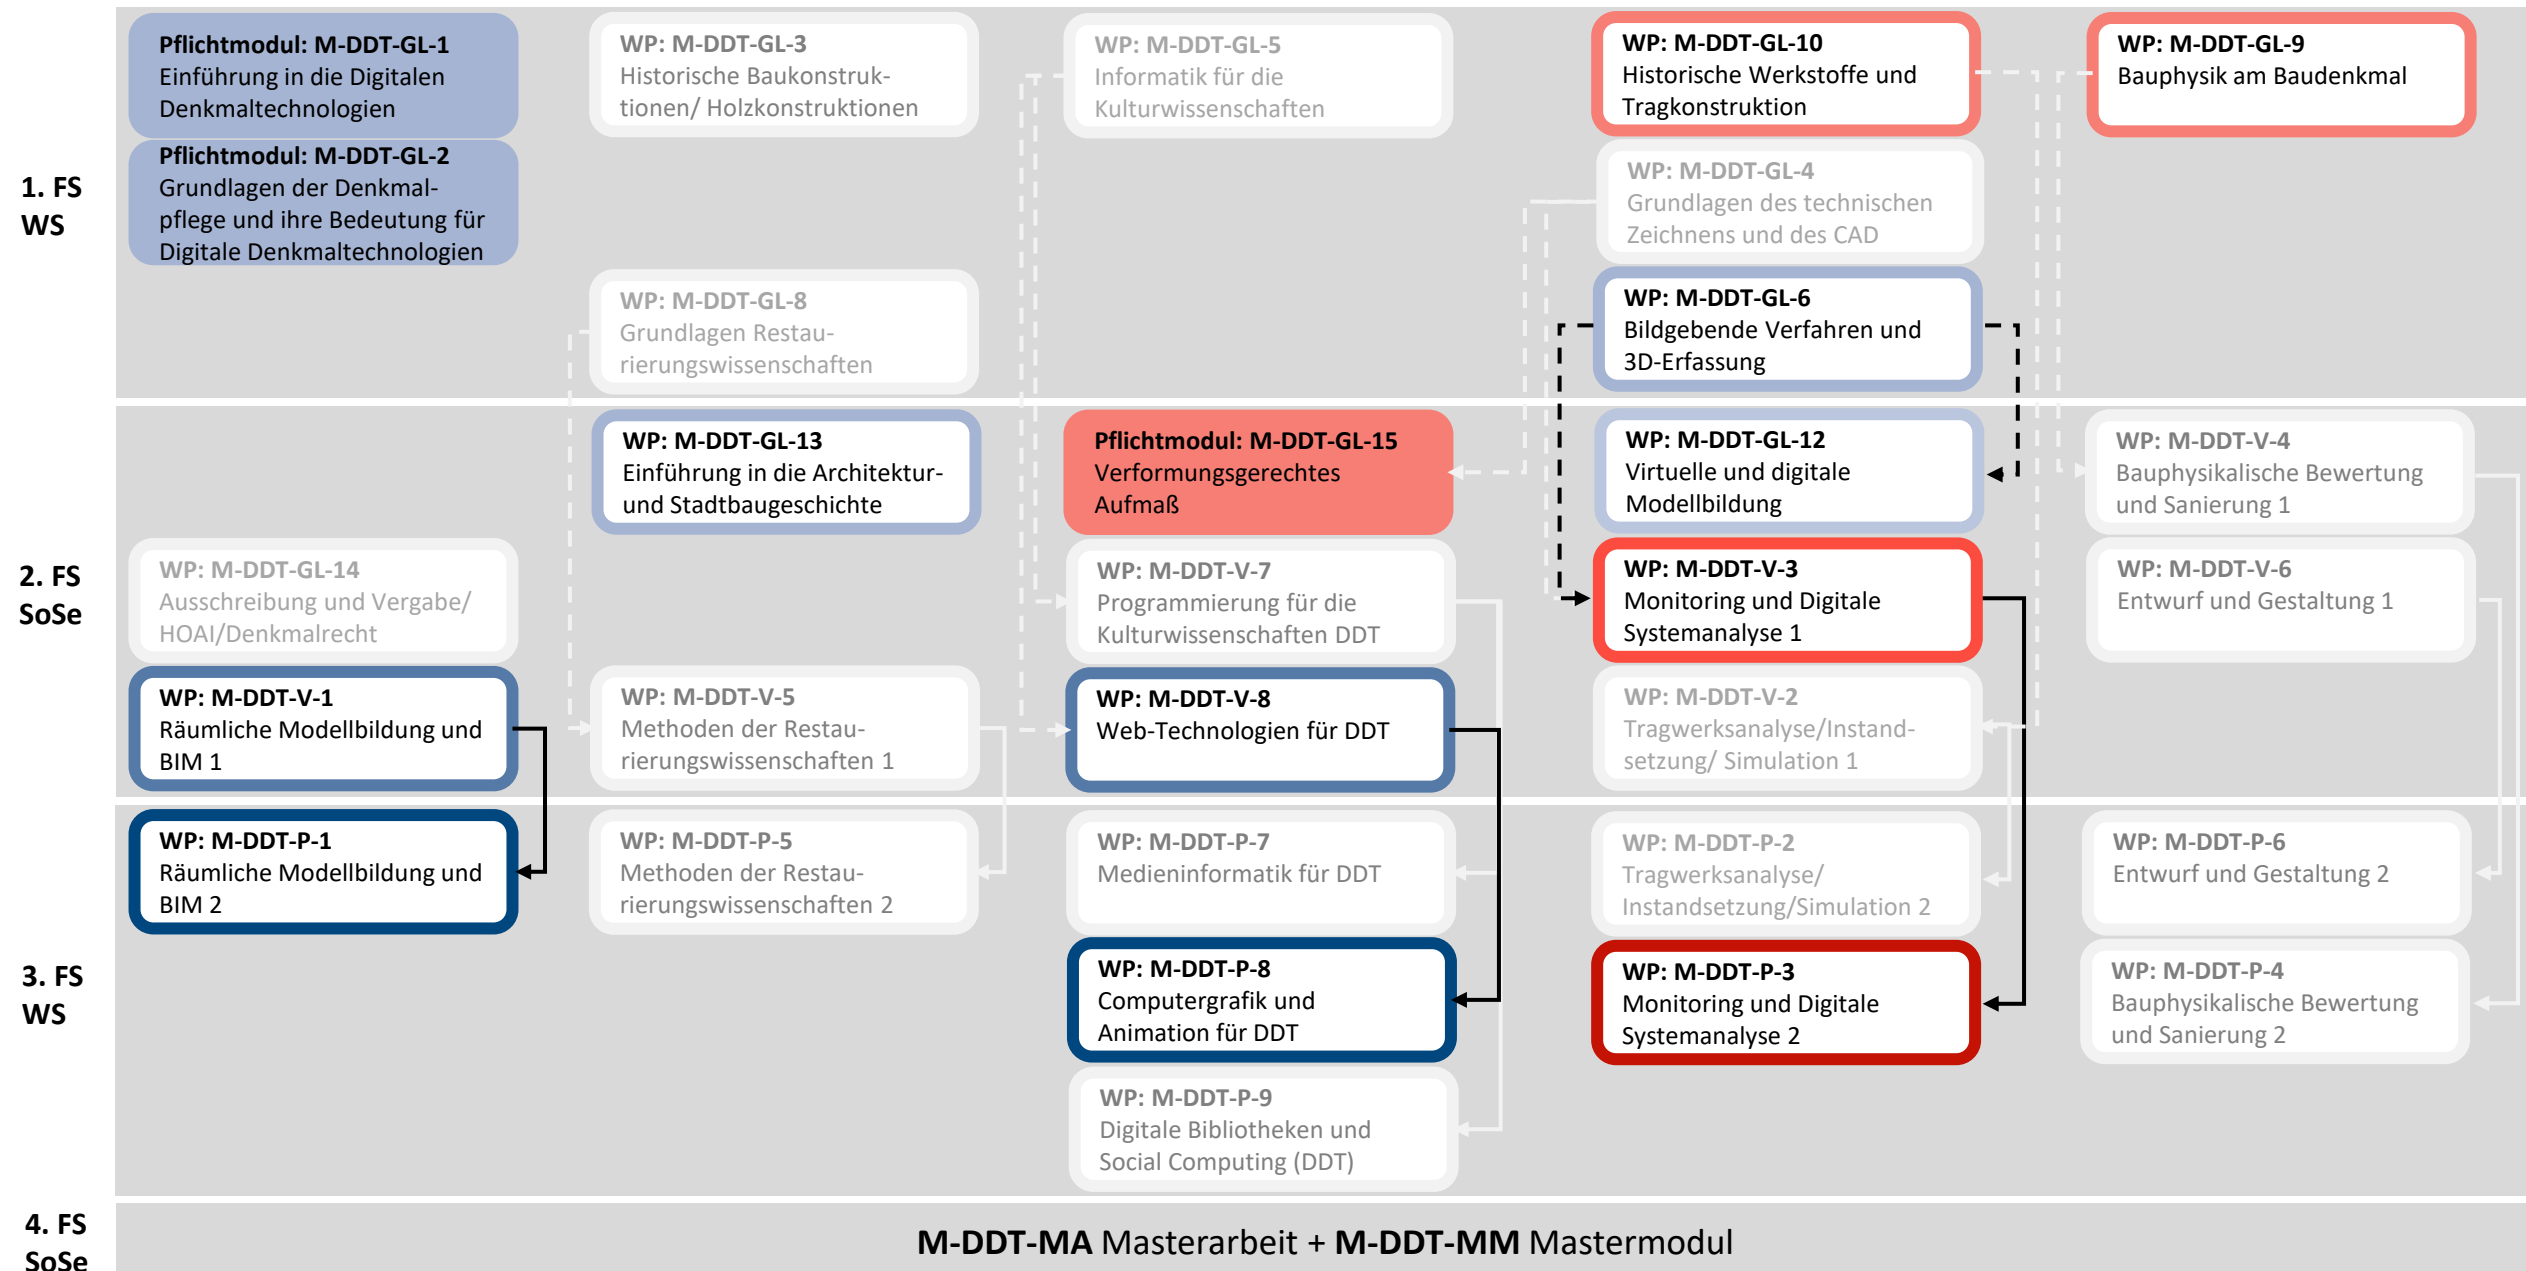 1. FS
WS
Pflichtmodul: M-DDT-GL-1
Einführung in die Digitalen
Denkmaltechnologien
Pflichtmodul: M-DDT-GL-2
Grundlagen der Denkmal-
pflege und ihre Bedeutung für
Digitale Denkmaltechnologien
WP: M-DDT-GL-3
Historische Baukonstruk-
tionen/ Holzkonstruktionen
WP: M-DDT-GL-8
Grundlagen Restau-
rierungswissenschaften
WP: M-DDT-GL-5
Informatik für die
Kulturwissenschaften
WP: M-DDT-GL-10
Historische Werkstoffe und
Tragkonstruktion
WP: M-DDT-GL-4
Grundlagen des technischen
Zeichnens und des CAD
WP: M-DDT-GL-6
Bildgebende Verfahren und
3D-Erfassung
WP: M-DDT-GL-9
Bauphysik am Baudenkmal
2. FS
SoSe
WP: M-DDT-GL-14
Ausschreibung und Vergabe/
HOAI/Denkmalrecht
WP: M-DDT-V-1
Räumliche Modellbildung und
BIM 1
WP: M-DDT-GL-13
Einführung in die Architektur-
und Stadtbaugeschichte
WP: M-DDT-V-5
Methoden der Restau-
rierungswissenschaften 1
Pflichtmodul: M-DDT-GL-15
Verformungsgerechtes
Aufmaß
WP: M-DDT-V-7
Programmierung für die
Kulturwissenschaften DDT
WP: M-DDT-V-8
Web-Technologien für DDT
WP: M-DDT-GL-12
Virtuelle und digitale
Modellbildung
WP: M-DDT-V-3
Monitoring und Digitale
Systemanalyse 1
WP: M-DDT-V-2
Tragwerksanalyse/Instand-
setzung/ Simulation 1
WP: M-DDT-V-4
Bauphysikalische Bewertung
und Sanierung 1
WP: M-DDT-V-6
Entwurf und Gestaltung 1
3. FS
WS
WP: M-DDT-P-1
Räumliche Modellbildung und
BIM 2
WP: M-DDT-P-5
Methoden der Restau-
rierungswissenschaften 2
WP: M-DDT-P-7
Medieninformatik für DDT
WP: M-DDT-P-8
Computergrafik und
Animation für DDT
WP: M-DDT-P-9
Digitale Bibliotheken und
Social Computing (DDT)
WP: M-DDT-P-2
Tragwerksanalyse/
Instandsetzung/Simulation 2
WP: M-DDT-P-3
Monitoring und Digitale
Systemanalyse 2
WP: M-DDT-P-6
Entwurf und Gestaltung 2
WP: M-DDT-P-4
Bauphysikalische Bewertung
und Sanierung 2
4. FS
SoSe
M-DDT-MA Masterarbeit + M-DDT-MM Mastermodul